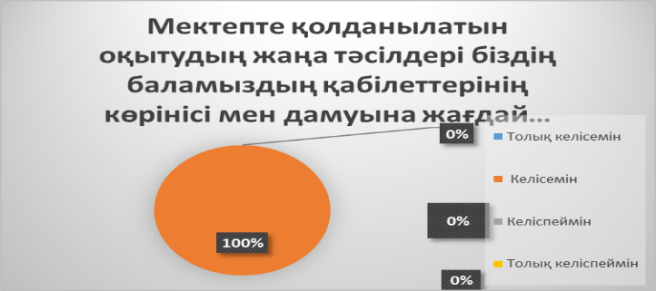 Мектепте қолданылатын
оқытудың жаңа тәсілдері біздің
баламыздың қабілеттерінің
көрінісі мен дамуына жағдай...
0%
Толық келісемін
Келісемін
0%
Келіспеймін
100%
Толық келіспеймін
0%